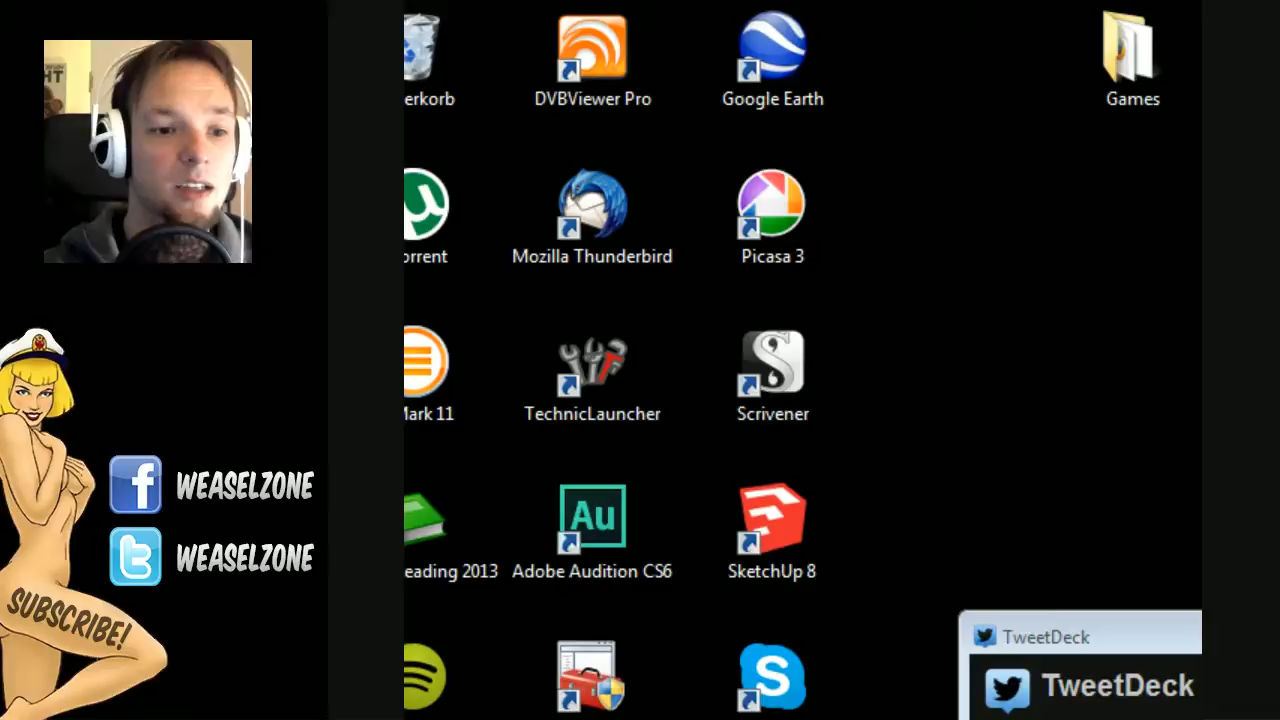 HT
erkorb
DVBViewer Pro
Google Earth
Games
orrent
Mozilla Thunderbird
Picasa 3
Mark 11
TechnicLauncher
Scrivener
Au
eading 2013
Adobe Audition CS6
SketchUp 8
S
f WEASELZONE
t WEASELZONE
SUBSCRIBE!
TweetDeck
TweetDeck